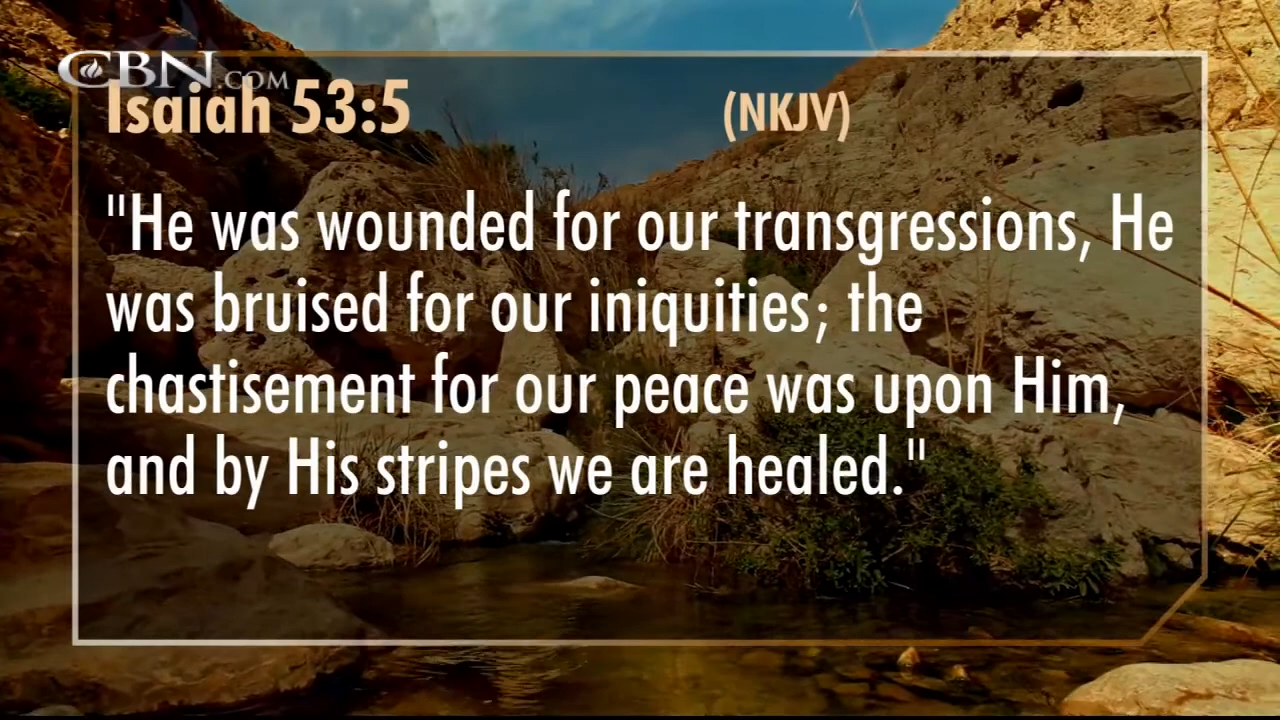 CBN.COM
Isaiah 53:5 (NKJV)
"He was wounded for our transgressions, He
was bruised for our iniquities; the
chastisement for our peace was upon Him,
and by His stripes we are healed."